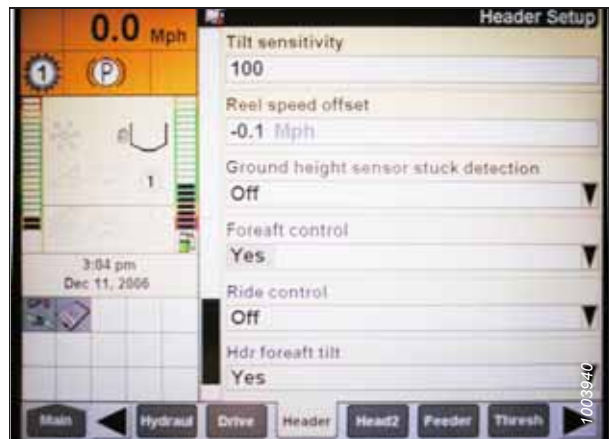 0.0 Mph
Header Setup
1
(P)
Tilt sensitivity
100
Reel speed offset
-0.1 Mph
Ground height sensor stuck detection
Off
1
Foreaft control
Yes
3:04 pm
Dec 11, 2006
Ride control
Off
GPS
Hdr foreaft tilt
Yes
Main
Hydraul
Drive
Header
Head2
Feeder
Thresh
1003940